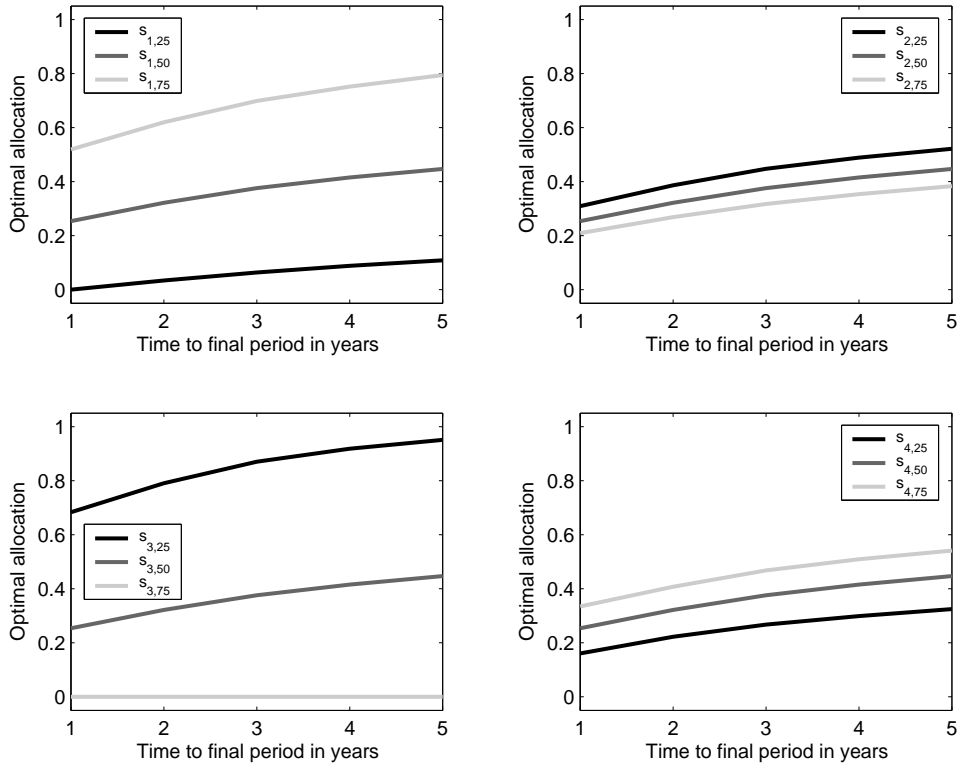 1
0.8
0.6
0.4
0.2
0
Optimal allocation
s1,25
s1,50
s1,75
1 2 3 4 5
Time to final period in years
1
0.8
0.6
0.4
0.2
0
Optimal allocation
s2,25
s2,50
s2,75
1 2 3 4 5
Time to final period in years
1
0.8
0.6
0.4
0.2
0
Optimal allocation
s3,25
s3,50
s3,75
1 2 3 4 5
Time to final period in years
1
0.8
0.6
0.4
0.2
0
Optimal allocation
s4,25
s4,50
s4,75
1 2 3 4 5
Time to final period in years